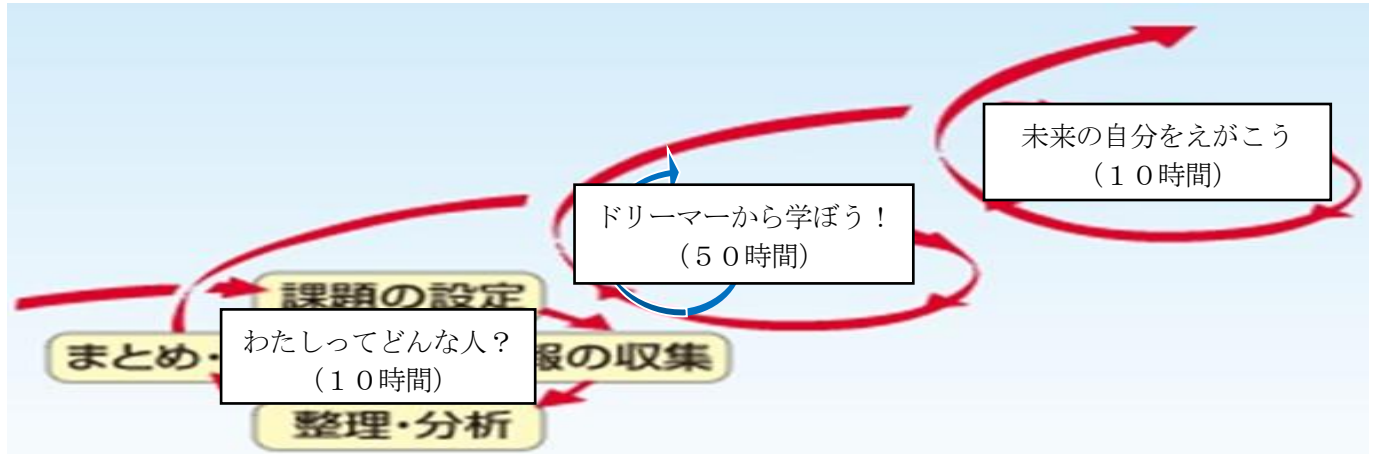 未来の自分をえがこう
(10時間)
ドリーマーから学ぼう!
(50時間)
課題の設定
わたしってどんな人?
(10時間)
まとめ・
報の収集
整理・分析